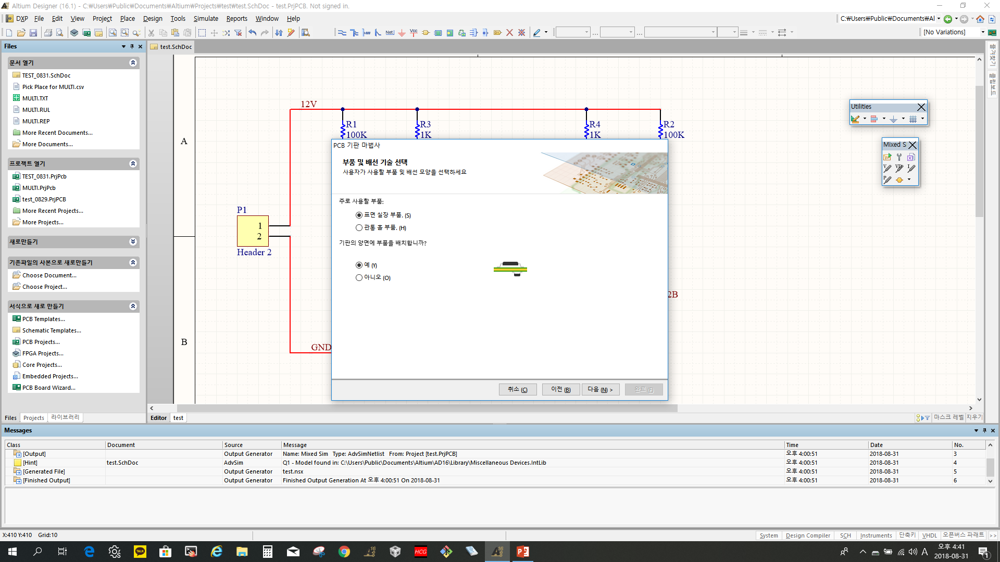 Altium Designer (16.1) - C:₩Users₩Public₩Documents₩Altium₩Projects₩test₩test.SchDoc - test.PrjPCB. Not signed in.
DXP File Edit View Project Place Design Tools Simulate Reports Window Help
C:₩Users₩Public₩Documents₩Al
Net Vcc
[No Variations]
Files
test.SchDoc
문서 열기
TEST_0831.SchDoc
Pick Place for MULTI.csv
MULTI.TXT
MULTI.RUL
MULTI.REP
More Recent Documents...
More Documents...
프로젝트 열기
TEST_0831.PrjPcb
MULTI.PrjPcb
test_0829.PrjPCB
More Recent Projects...
More Projects...
새로만들기
기존파일의 사본으로 새로만들기
Choose Document...
Choose Project...
서식으로 새로 만들기
PCB Templates...
Schematic Templates...
PCB Projects...
FPGA Projects...
Core Projects...
Embedded Projects...
PCB Board Wizard...
Files Projects 라이브러리
A
B
12V
R1
100K
R3
1K
R4
1K
R2
100K
P1
1
2
Header 2
GND
2B
PCB 기판 마법사
부품 및 배선 기술 선택
사용자가 사용할 부품 및 배선 모양을 선택하세요
주로 사용할 부품:
표면 실장 부품. (S)
관통 홀 부품. (H)
기판의 양면에 부품을 배치합니까?
예 (Y)
아니오 (O)
취소 (C)
이전 (B)
다음 (N) >
완료 (F)
Utilities
Mixed S
즐겨찾기
클립보드
Editor test
마스크 레벨 지우기
Messages
Class Document Source Message Time Date No.
[Output] Output Generator Name: Mixed Sim Type: AdvSimNetlist From: Project [test.PrjPCB] 오후 4:00:51 2018-08-31 3
[Hint] test.SchDoc AdvSim Q1 - Model found in: C:\Users\Public\Documents\Altium\AD16\Library\Miscellaneous Devices.IntLib 오후 4:00:51 2018-08-31 4
[Generated File] Output Generator test.nsx 오후 4:00:51 2018-08-31 5
[Finished Output] Output Generator Finished Output Generation At 오후 4:00:51 On 2018-08-31 오후 4:00:51 2018-08-31 6
X:410 Y:410 Grid:10
System Design Compiler SCH Instruments 단축키 VHDL 오픈버스 파래트 >>
TALK
HCG
A
오후 4:41
2018-08-31
1